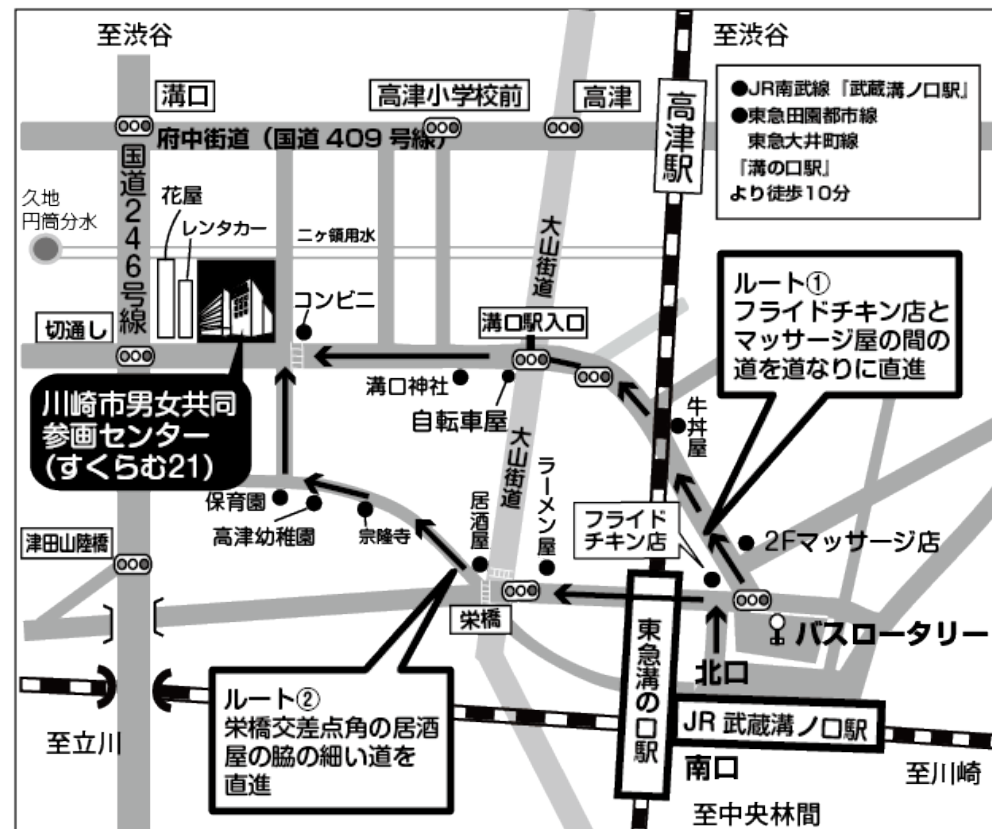 至渋谷
至渋谷
溝口
高津小学校前
高津
高津駅
●JR南武線『武蔵溝ノ口駅』
●東急田園都市線
東急大井町線
『溝の口駅』
より徒歩10分
府中街道（国道409号線）
国道246号線
久地
円筒分水
花屋
レンタカー
二ヶ領用水
大山街道
コンビニ
切通し
溝口駅入口
ルート①
フライドチキン店と
マッサージ屋の間の
道を道なりに直進
川崎市男女共同
参画センター
(すくらむ21)
溝口神社
自転車屋
大山街道
牛丼屋
保育園
高津幼稚園
宗隆寺
居酒屋
ラーメン屋
フライド
チキン店
2Fマッサージ店
津田山陸橋
栄橋
バスロータリー
北口
東急溝の口駅
JR 武蔵溝ノ口駅
南口
ルート②
栄橋交差点角の居酒
屋の脇の細い道を
直進
至立川
至川崎
至中央林間